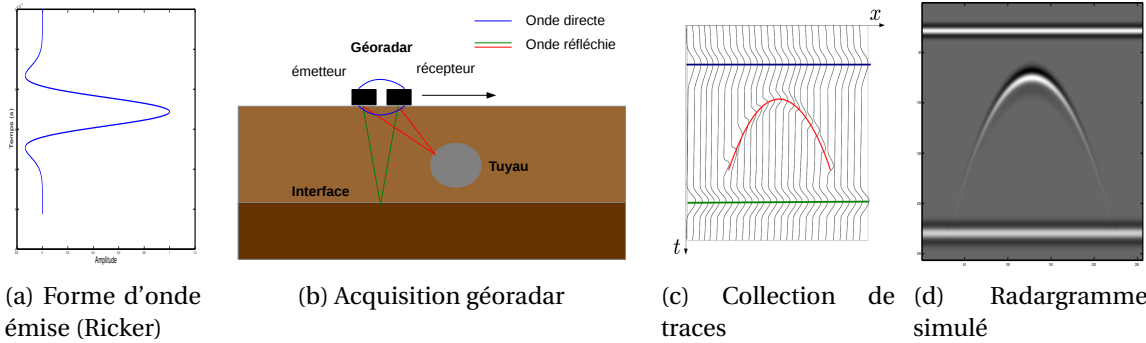 Temps (s)
Amplitude
Onde directe
Onde réfléchie
Géoradar
émetteur
récepteur
Tuyau
Interface
x
t
(a) Forme d'onde
émise (Ricker)
(b) Acquisition géoradar
(c) Collection de
traces
(d) Radargramme
simulé